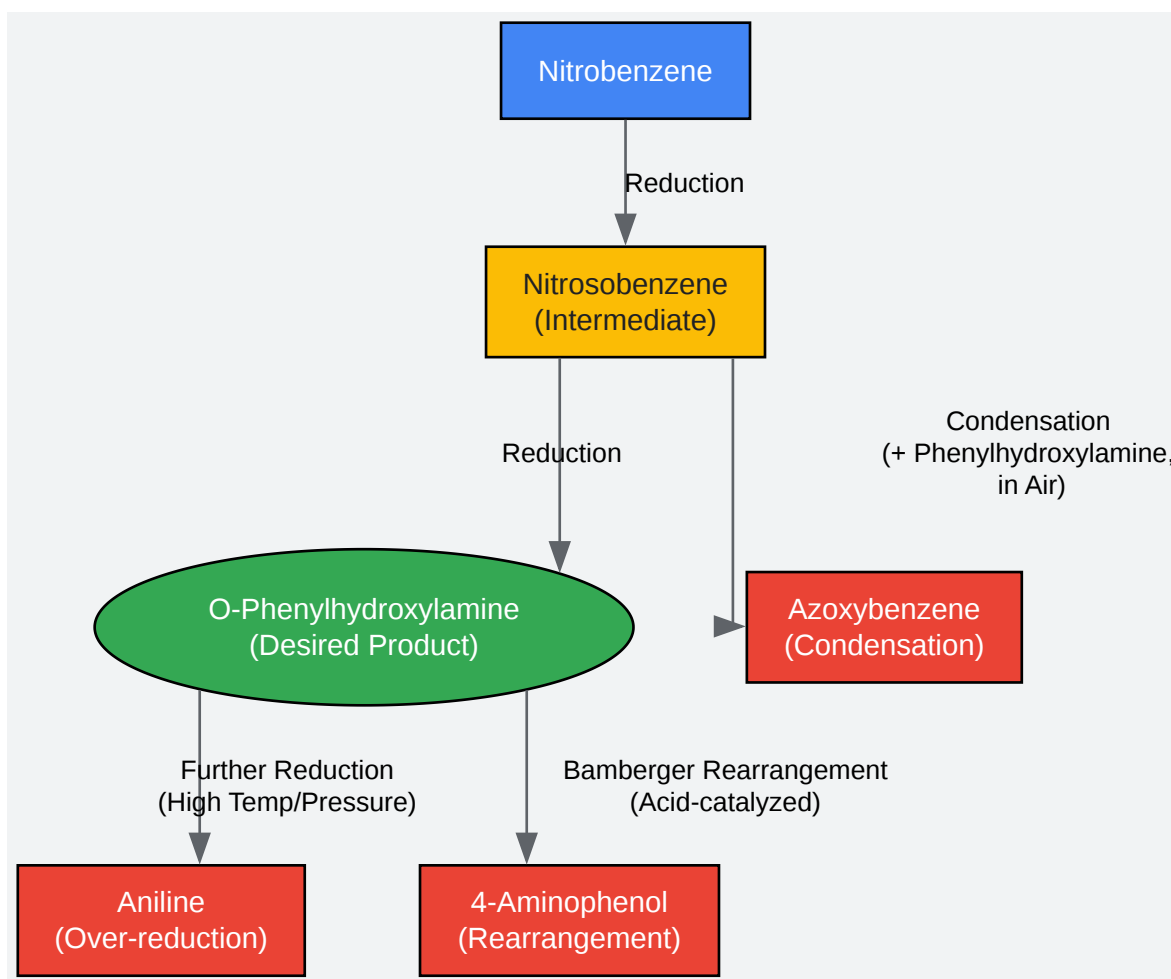 Nitrobenzene
Reduction
Nitrosobenzene
(Intermediate)
Reduction
Condensation
(+ Phenylhydroxylamine,
in Air)
O-Phenylhydroxylamine
(Desired Product)
Azoxybenzene
(Condensation)
Further Reduction
(High Temp/Pressure)
Bamberger Rearrangement
(Acid-catalyzed)
Aniline
(Over-reduction)
4-Aminophenol
(Rearrangement)